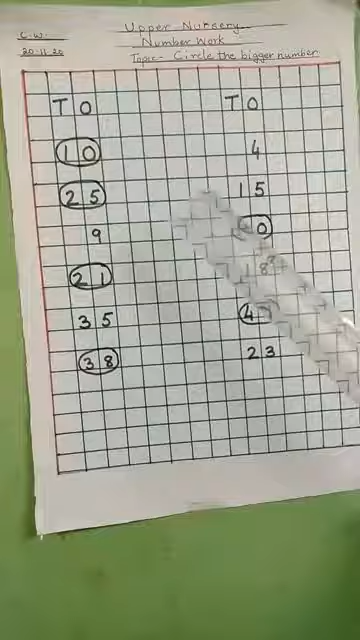 C.W. Upper Nursery
20-11-20 Number Work
Topic- Circle the bigger number
T O T O
10 4
25 15
9
21 18
35
38 23